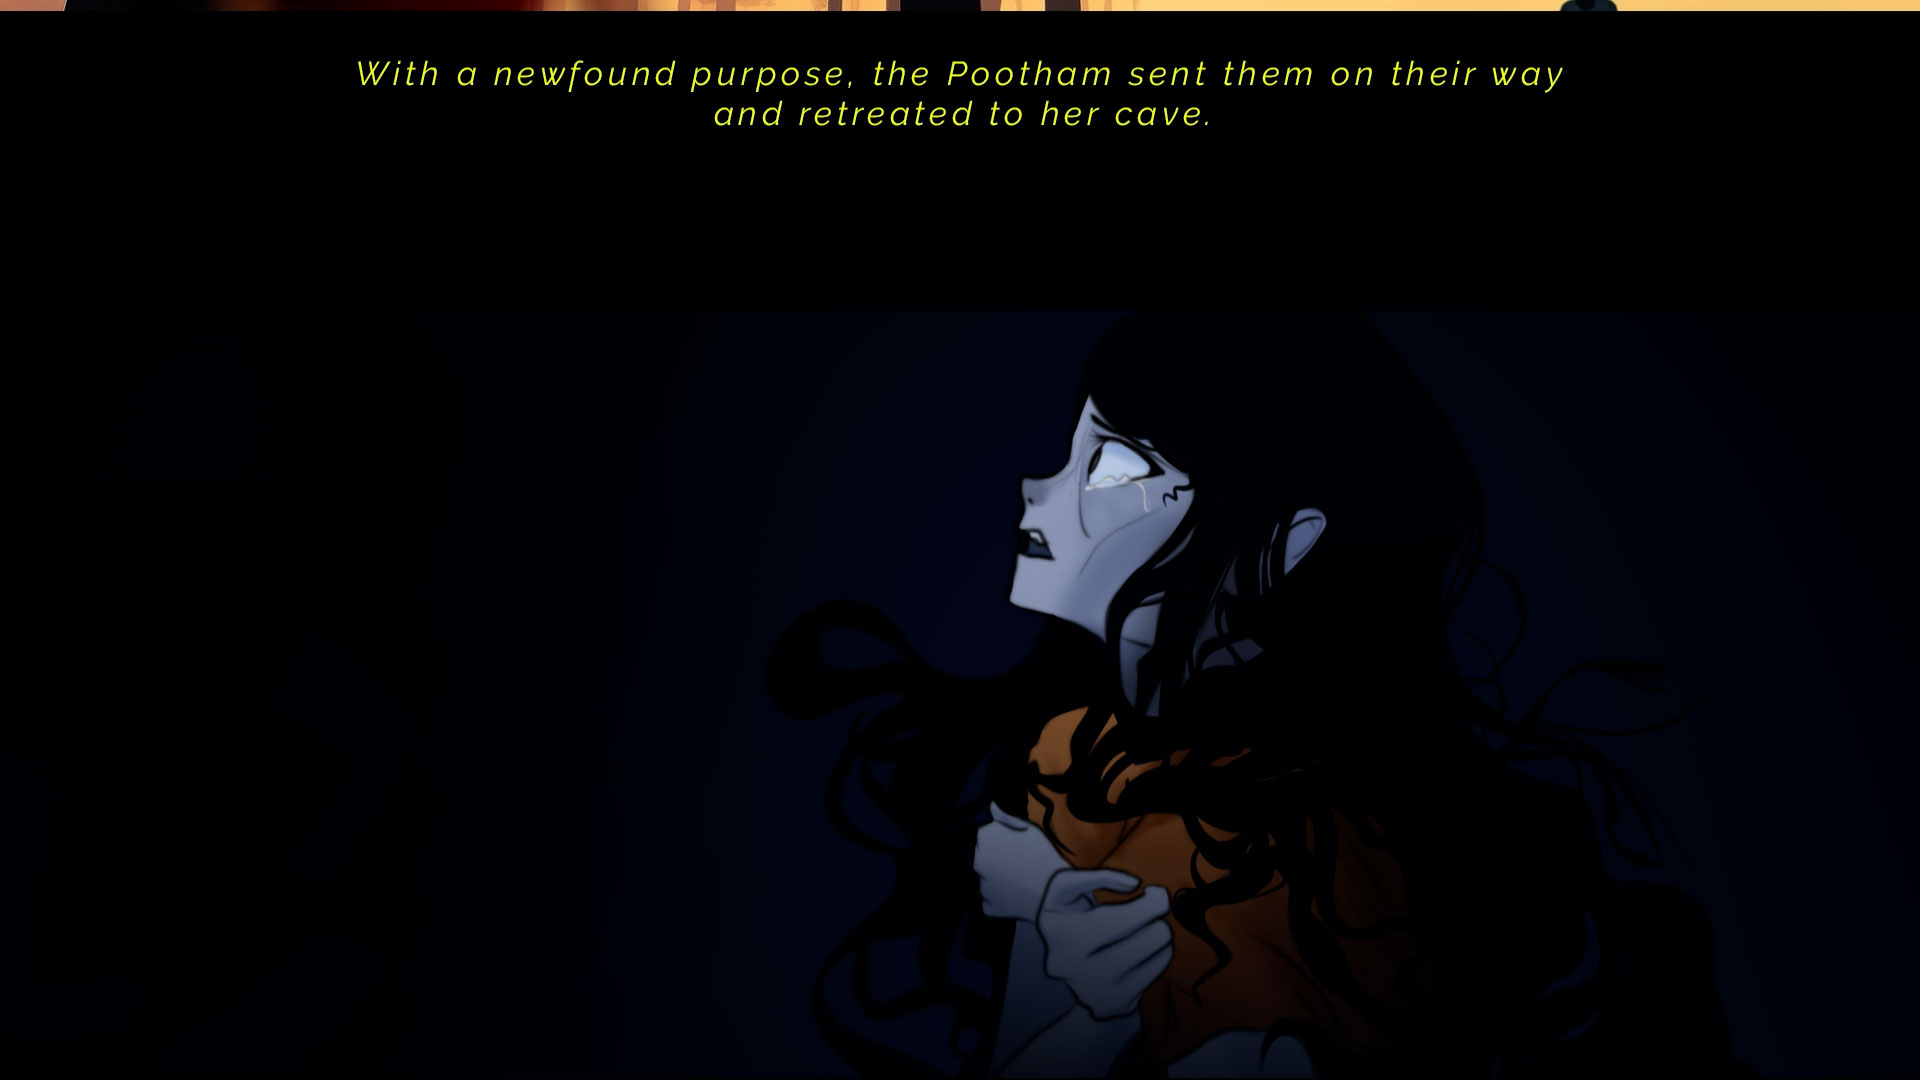 With a newfound purpose, the Pootham sent them on their way
and retreated to her cave.